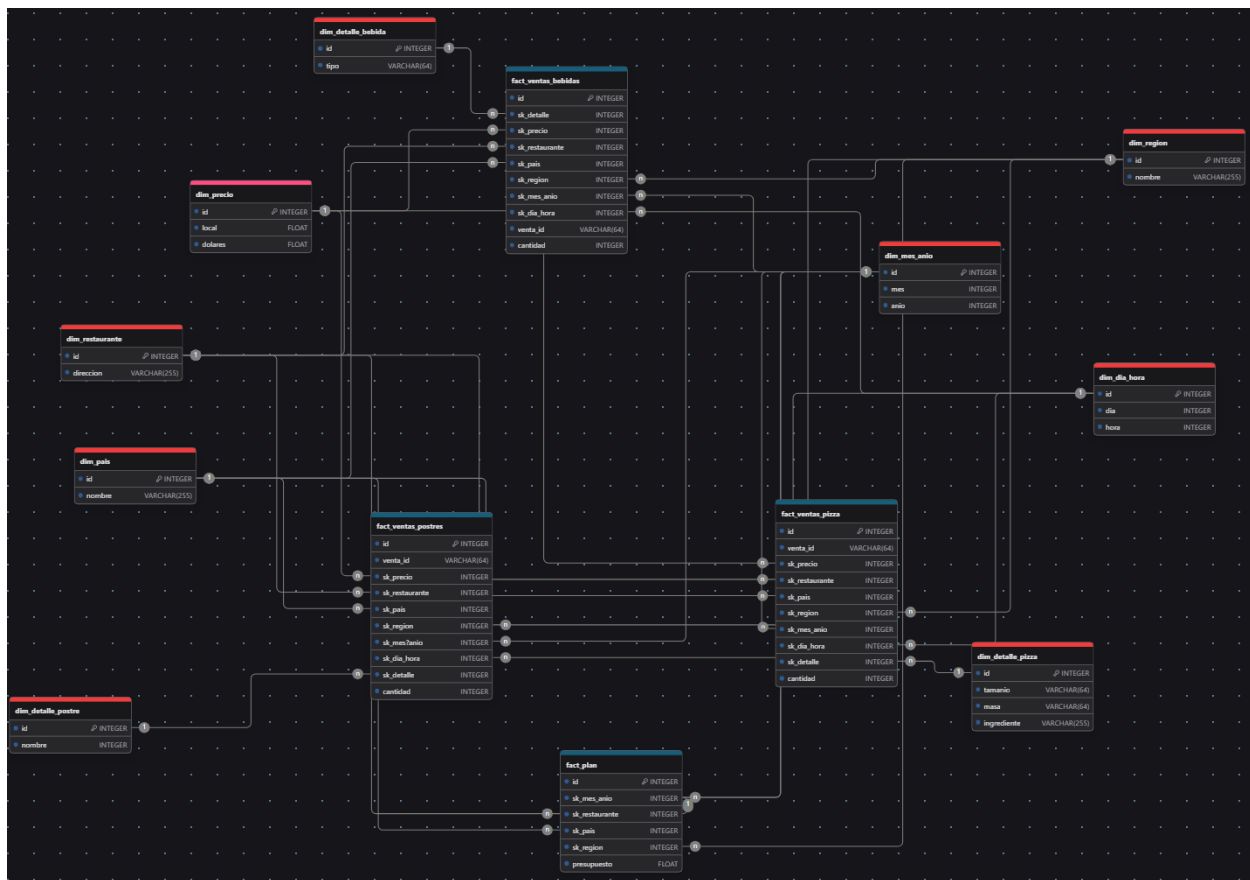 dim_detalle_bebida
id INTEGER
tipo VARCHAR(64)
fact_ventas_bebidas
id INTEGER
sk_detalle INTEGER
sk_precio INTEGER
sk_restaurante INTEGER
sk_pais INTEGER
sk_region INTEGER
sk_mes_anio INTEGER
sk_dia_hora INTEGER
venta_id VARCHAR(64)
cantidad INTEGER
dim_region
id INTEGER
nombre VARCHAR(255)
dim_precio
id INTEGER
local FLOAT
dolares FLOAT
dim_mes_anio
id INTEGER
mes INTEGER
anio INTEGER
dim_restaurante
id INTEGER
direccion VARCHAR(255)
dim_dia_hora
id INTEGER
dia INTEGER
hora INTEGER
dim_pais
id INTEGER
nombre VARCHAR(255)
fact_ventas_postres
id INTEGER
venta_id VARCHAR(64)
sk_precio INTEGER
sk_restaurante INTEGER
sk_pais INTEGER
sk_region INTEGER
sk_mes?anio INTEGER
sk_dia_hora INTEGER
sk_detalle INTEGER
cantidad INTEGER
fact_ventas_pizza
id INTEGER
venta_id VARCHAR(64)
sk_precio INTEGER
sk_restaurante INTEGER
sk_pais INTEGER
sk_region INTEGER
sk_mes_anio INTEGER
sk_dia_hora INTEGER
sk_detalle INTEGER
cantidad INTEGER
dim_detalle_pizza
id INTEGER
tamanio VARCHAR(64)
masa VARCHAR(64)
ingrediente VARCHAR(255)
dim_detalle_postre
id INTEGER
nombre INTEGER
fact_plan
id INTEGER
sk_mes_anio INTEGER
sk_restaurante INTEGER
sk_pais INTEGER
sk_region INTEGER
presupuesto FLOAT